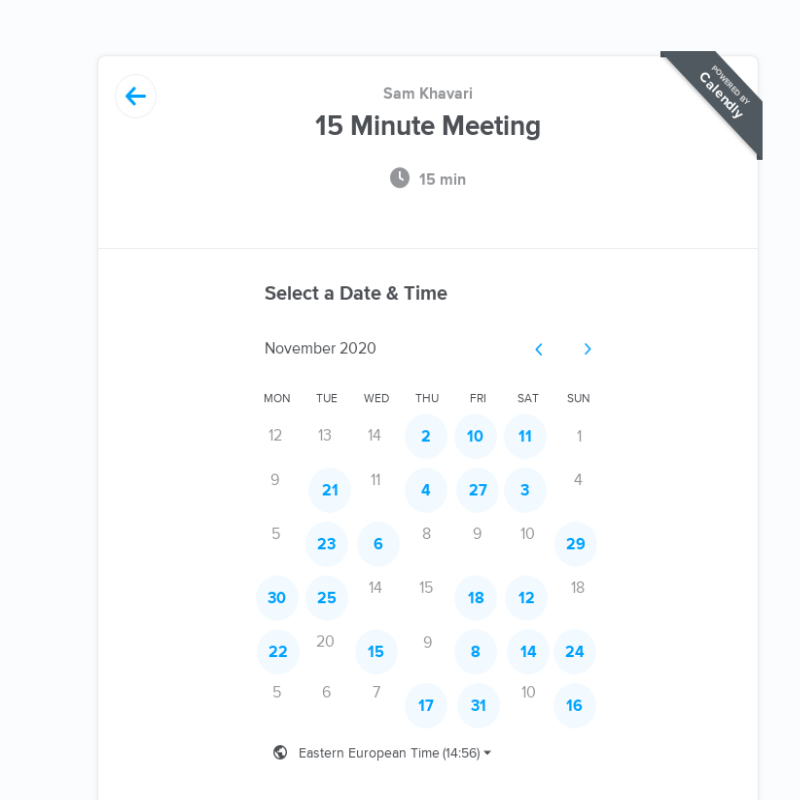 POWERED BY
Calendly
Sam Khavari
15 Minute Meeting
15 min
Select a Date & Time
November 2020
MON TUE WED THU FRI SAT SUN
12 13 14 2 10 11 1
9 21 11 4 27 3 4
5 23 6 8 9 10 29
30 25 14 15 18 12 18
22 20 15 9 8 14 24
5 6 7 17 31 10 16
Eastern European Time (14:56)